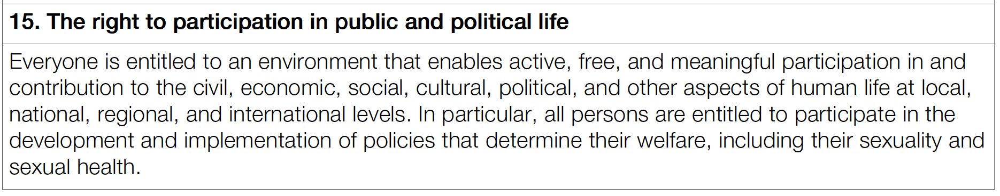 15. The right to participation in public and political life
Everyone is entitled to an environment that enables active, free, and meaningful participation in and
contribution to the civil, economic, social, cultural, political, and other aspects of human life at local,
national, regional, and international levels. In particular, all persons are entitled to participate in the
development and implementation of policies that determine their welfare, including their sexuality and
sexual health.